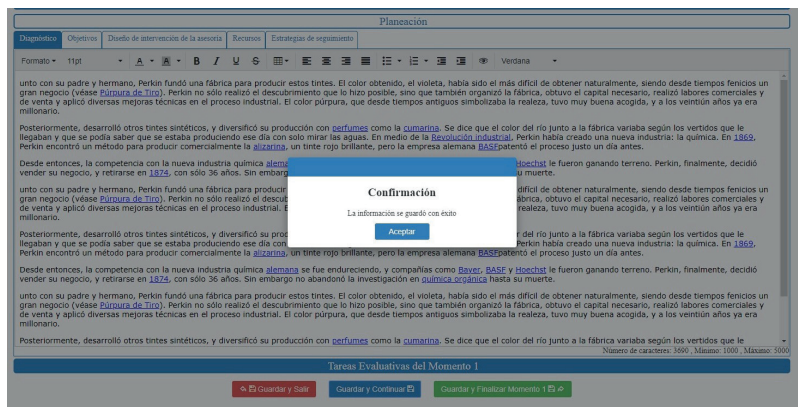 Planeación
Diagnóstico Objetivos Diseño de intervención de la asesoría Recursos Estrategias de seguimiento
Formato 11pt A A B I U S Verdana
unto con su padre y hermano, Perkin fundó una fábrica para producir estos tintes. El color obtenido, el violeta, había sido el más difícil de obtener naturalmente, siendo desde tiempos fenicios un
gran negocio (véase Púrpura de Tiro). Perkin no sólo realizó el descubrimiento que lo hizo posible, sino que también organizó la fábrica, obtuvo el capital necesario, realizó labores comerciales y
de venta y aplicó diversas mejoras técnicas en el proceso industrial. El color púrpura, que desde tiempos antiguos simbolizaba la realeza, tuvo muy buena acogida, y a los veintiún años ya era
millonario.
Posteriormente, desarrolló otros tintes sintéticos, y diversificó su producción con perfumes como la cumarina. Se dice que el color del río junto a la fábrica variaba según los vertidos que le
llegaban y que se podía saber que se estaba produciendo ese día con solo mirar las aguas. En medio de la Revolución industrial, Perkin había creado una nueva industria: la química. En 1869,
Perkin encontró un método para producir comercialmente la alizarina, un tinte rojo brillante, pero la empresa alemana BASFpatentó el proceso justo un día antes.
Desde entonces, la competencia con la nueva industria química alema Hoechst le fueron ganando terreno. Perkin, finalmente, decidió
vender su negocio, y retirarse en 1874, con sólo 36 años. Sin embarg u muerte.
unto con su padre y hermano, Perkin fundó una fábrica para producir difícil de obtener naturalmente, siendo desde tiempos fenicios un
gran negocio (véase Púrpura de Tiro). Perkin no sólo realizó el descub ábrica, obtuvo el capital necesario, realizó labores comerciales y
de venta y aplicó diversas mejoras técnicas en el proceso industrial. E realeza, tuvo muy buena acogida, y a los veintiún años ya era
millonario.
Confirmación
La información se guardó con éxito
Aceptar
Posteriormente, desarrolló otros tintes sintéticos, y diversificó su pro r del río junto a la fábrica variaba según los vertidos que le
llegaban y que se podía saber que se estaba produciendo ese día con Perkin había creado una nueva industria: la química. En 1869,
Perkin encontró un método para producir comercialmente la alizarina, un tinte rojo brillante, pero la empresa alemana BASFpatentó el proceso justo un día antes.
Desde entonces, la competencia con la nueva industria química alemana se fue endureciendo, y compañías como Bayer, BASF y Hoechst le fueron ganando terreno. Perkin, finalmente, decidió
vender su negocio, y retirarse en 1874, con sólo 36 años. Sin embargo no abandonó la investigación en química orgánica hasta su muerte.
unto con su padre y hermano, Perkin fundó una fábrica para producir estos tintes. El color obtenido, el violeta, había sido el más difícil de obtener naturalmente, siendo desde tiempos fenicios un
gran negocio (véase Púrpura de Tiro). Perkin no sólo realizó el descubrimiento que lo hizo posible, sino que también organizó la fábrica, obtuvo el capital necesario, realizó labores comerciales y
de venta y aplicó diversas mejoras técnicas en el proceso industrial. El color púrpura, que desde tiempos antiguos simbolizaba la realeza, tuvo muy buena acogida, y a los veintiún años ya era
millonario.
Posteriormente, desarrolló otros tintes sintéticos, y diversificó su producción con perfumes como la cumarina. Se dice que el color del río junto a la fábrica variaba según los vertidos que le
Número de caracteres: 3690 , Mínimo: 1000 , Máximo: 5000
Tareas Evaluativas del Momento 1
Guardar y Salir Guardar y Continuar Guardar y Finalizar Momento 1